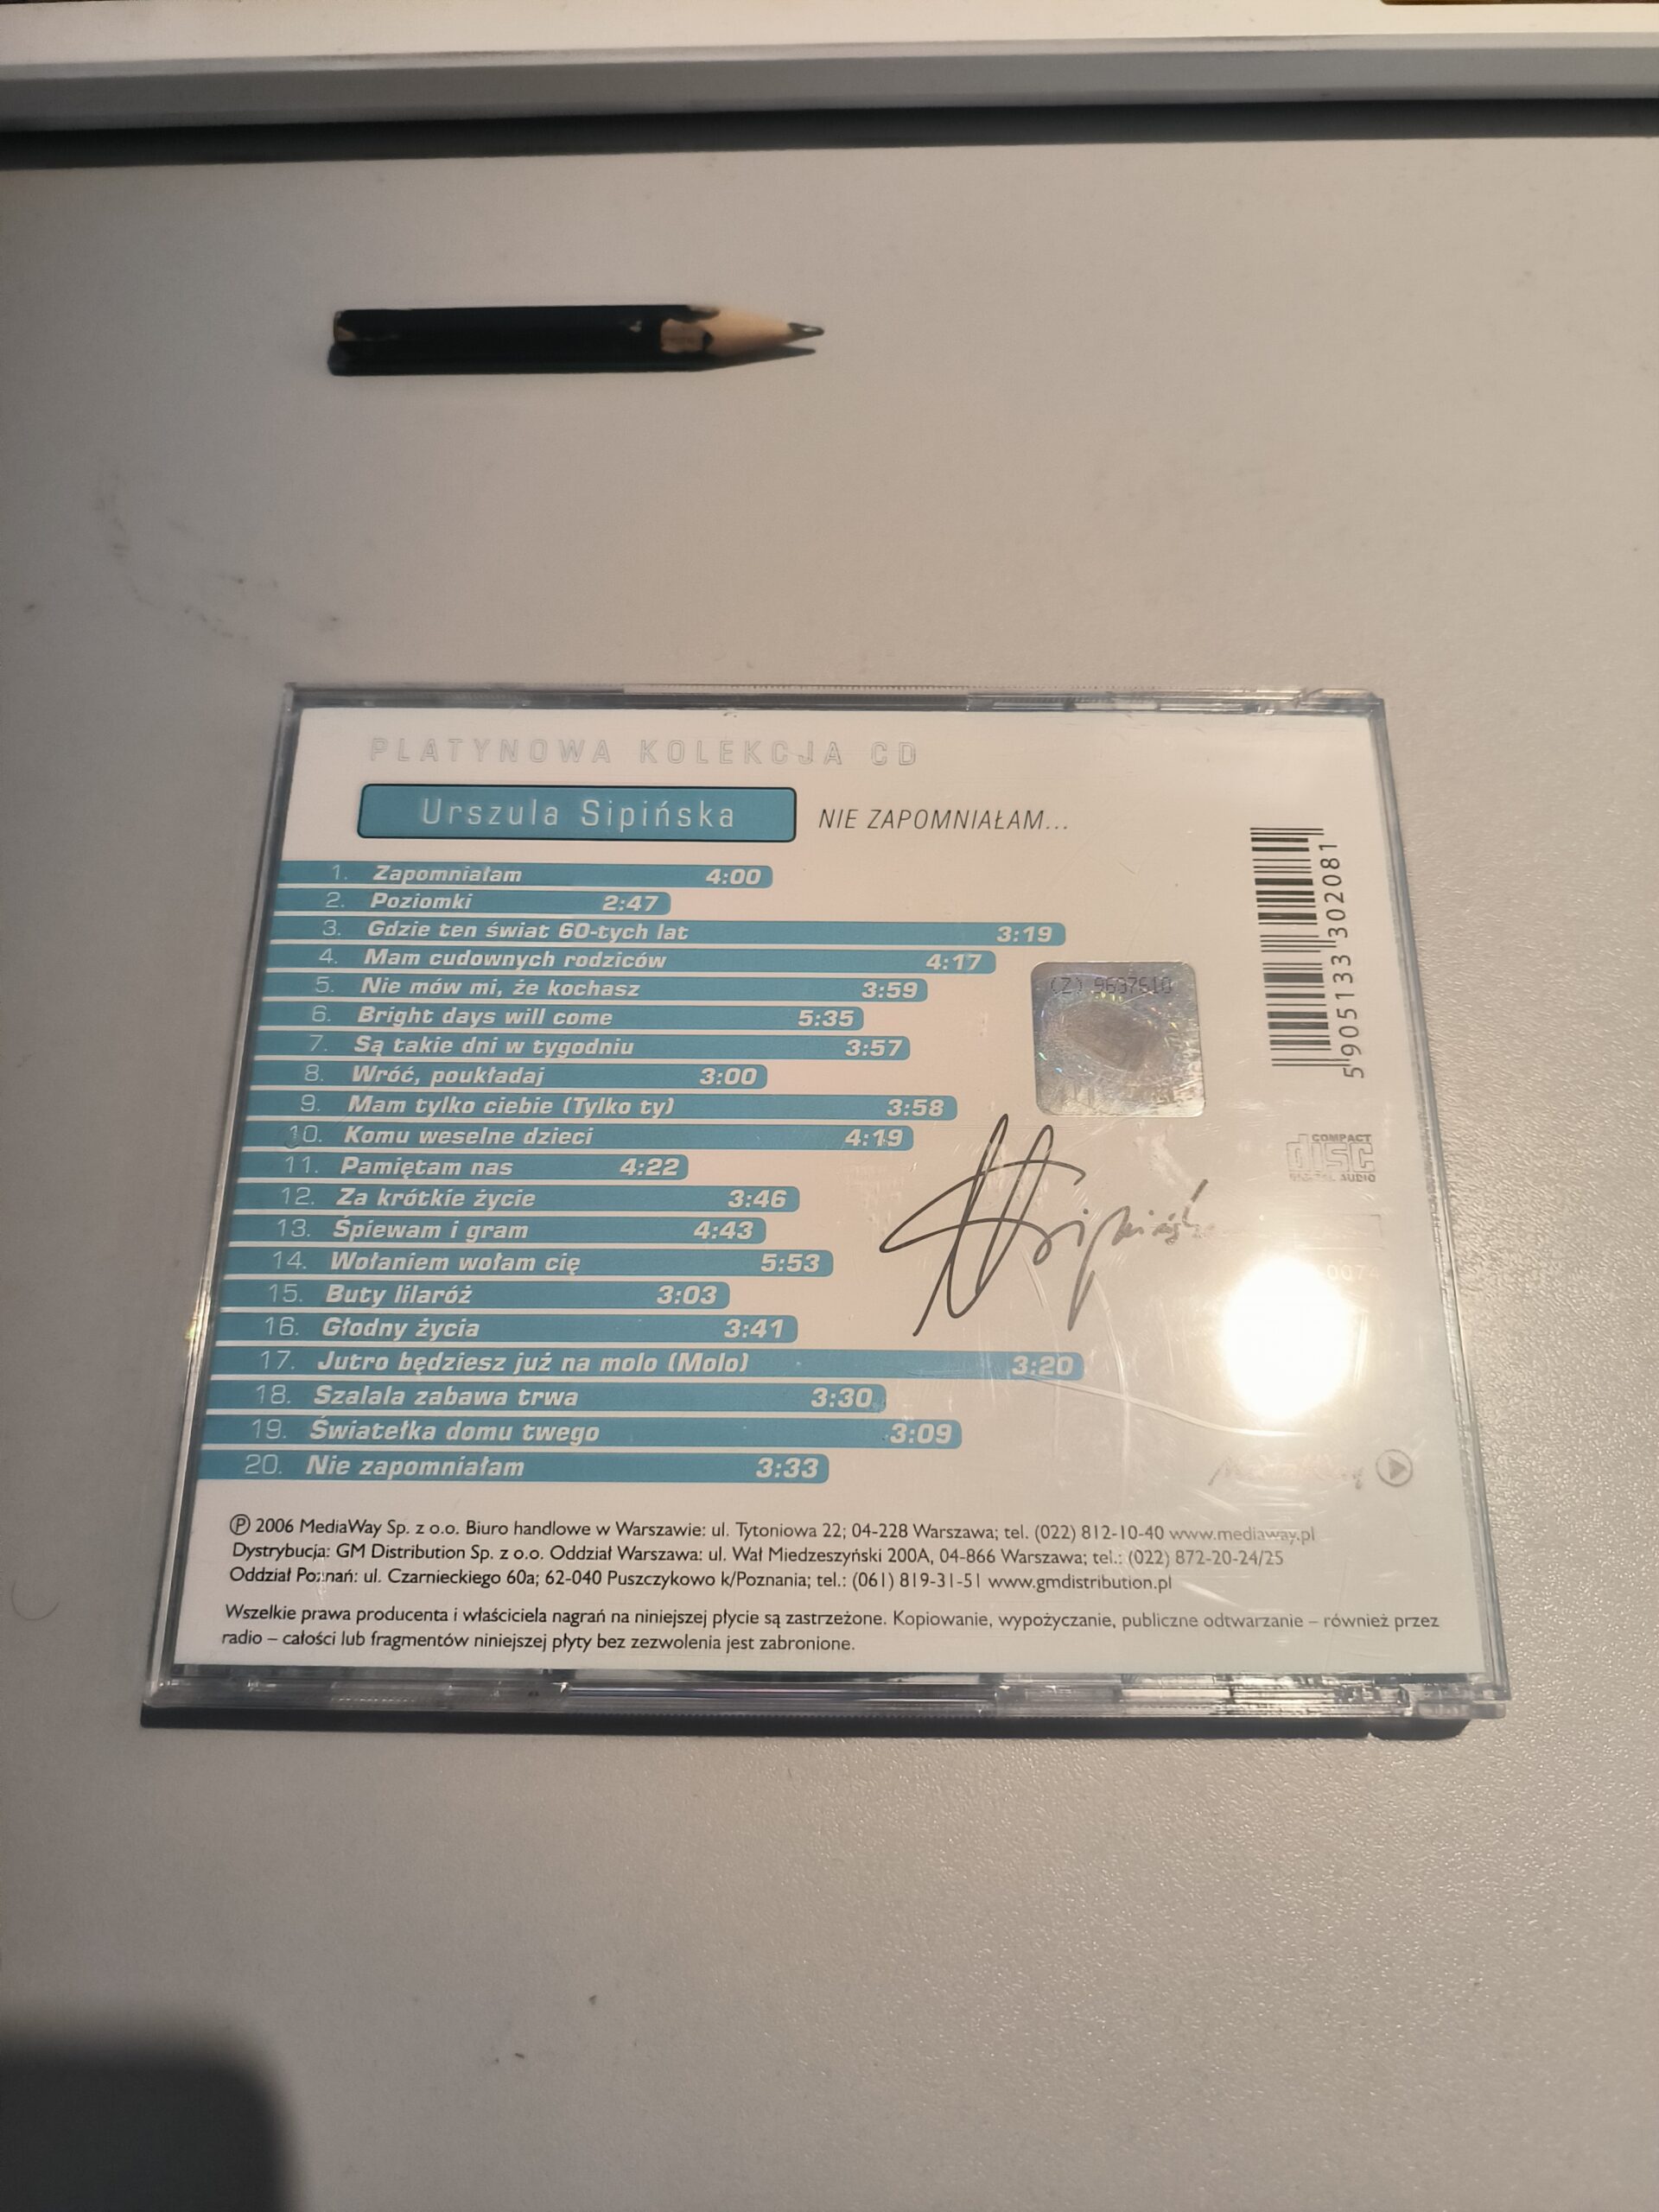 PLATYNOWA KOLEKCJA CD
Urszula Sipińska NIE ZAPOMNIAŁAM...
1. Zapomniałam 4:00
2. Poziomki 2:47
3. Gdzie ten świat 60-tych lat 3:19
4. Mam cudownych rodziców 4:17
5. Nie mów mi, że kochasz 3:59
6. Bright days will come 5:35
7. Są takie dni w tygodniu 3:57
8. Wróć, poukładaj 3:00
9. Mam tylko ciebie (Tylko ty) 3:58
10. Komu weselne dzieci 4:19
11. Pamiętam nas 4:22
12. Za krótkie życie 3:46
13. Śpiewam i gram 4:43
14. Wołaniem wołam cię 5:53
15. Buty lilaróż 3:03
16. Głodny życia 3:41
17. Jutro będziesz już na molo (Molo) 3:20
18. Szalala zabawa trwa 3:30
19. Światełka domu twego 3:09
20. Nie zapomniałam 3:33
5 905133 302081
COMPACT
disc
DIGITAL AUDIO
℗ 2006 MediaWay Sp. z o.o. Biuro handlowe w Warszawie: ul. Tytoniowa 22; 04-228 Warszawa; tel. (022) 812-10-40 www.mediaway.pl
Dystrybucja: GM Distribution Sp. z o.o. Oddział Warszawa: ul. Wał Miedzeszyński 200A, 04-866 Warszawa; tel.: (022) 872-20-24/25
Oddział Poznań: ul. Czarnieckiego 60a; 62-040 Puszczykowo k/Poznania; tel.: (061) 819-31-51 www.gmdistribution.pl
Wszelkie prawa producenta i właściciela nagrań na niniejszej płycie są zastrzeżone. Kopiowanie, wypożyczanie, publiczne odtwarzanie – również przez
radio – całości lub fragmentów niniejszej płyty bez zezwolenia jest zabronione.